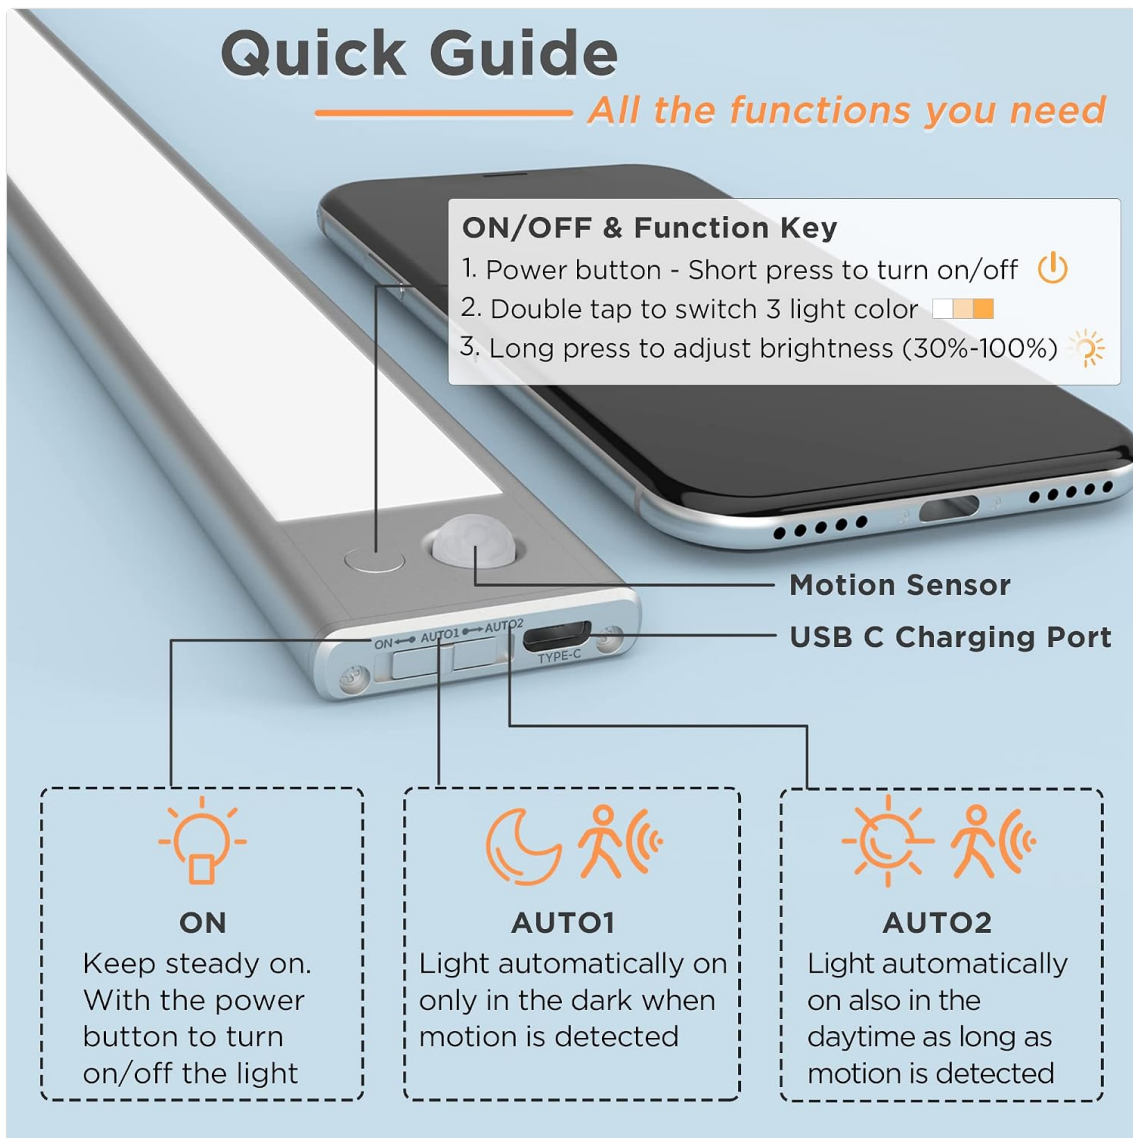 Quick Guide
All the functions you need
ON/OFF & Function Key
1. Power button - Short press to turn on/off
2. Double tap to switch 3 light color
3. Long press to adjust brightness (30%-100%)
Motion Sensor
USB C Charging Port
ON AUTO1 AUTO2
TYPE-C
ON
Keep steady on.
With the power
button to turn
on/off the light
AUTO1
Light automatically on
only in the dark when
motion is detected
AUTO2
Light automatically
on also in the
daytime as long as
motion is detected